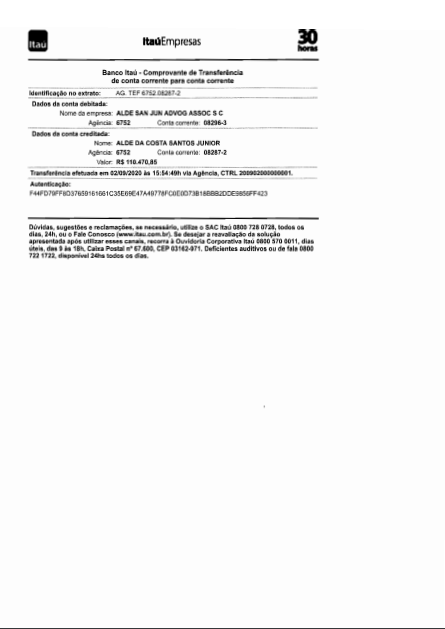 Itaú
ItaúEmpresas
30
horas
Banco Itaú - Comprovante de Transferência
de conta corrente para conta corrente
Identificação no extrato: AG. TEF 6752.08267-2
Dados da conta debitada:
Nome da empresa: ALDE SAN JUN ADVOG ASSOC S C
Agência: 6752 Conta corrente: 08296-3
Dados da conta creditada:
Nome: ALDE DA COSTA SANTOS JUNIOR
Agência: 6752 Conta corrente: 08267-2
Valor: R$ 110.470,85
Transferência efetuada em 02/09/2020 às 15:54:49h via Agência, CTRL 200902000000001.
Autenticação:
Dúvidas, sugestões e reclamações, se necessário, utilize o SAC Itaú 0800 728 0728, todos os
dias, 24h, ou o Fale Conosco (www.itau.com.br). Se desejar a reavaliação da solução
apresentada após utilizar esses canais, recorra à Ouvidoria Corporativa Itaú 0800 570 0011, dias
úteis, das 9 às 18h, Caixa Postal nº 67.600, CEP 03162-971. Deficientes auditivos ou de fala 0800
722 1722, disponível 24hs todos os dias.